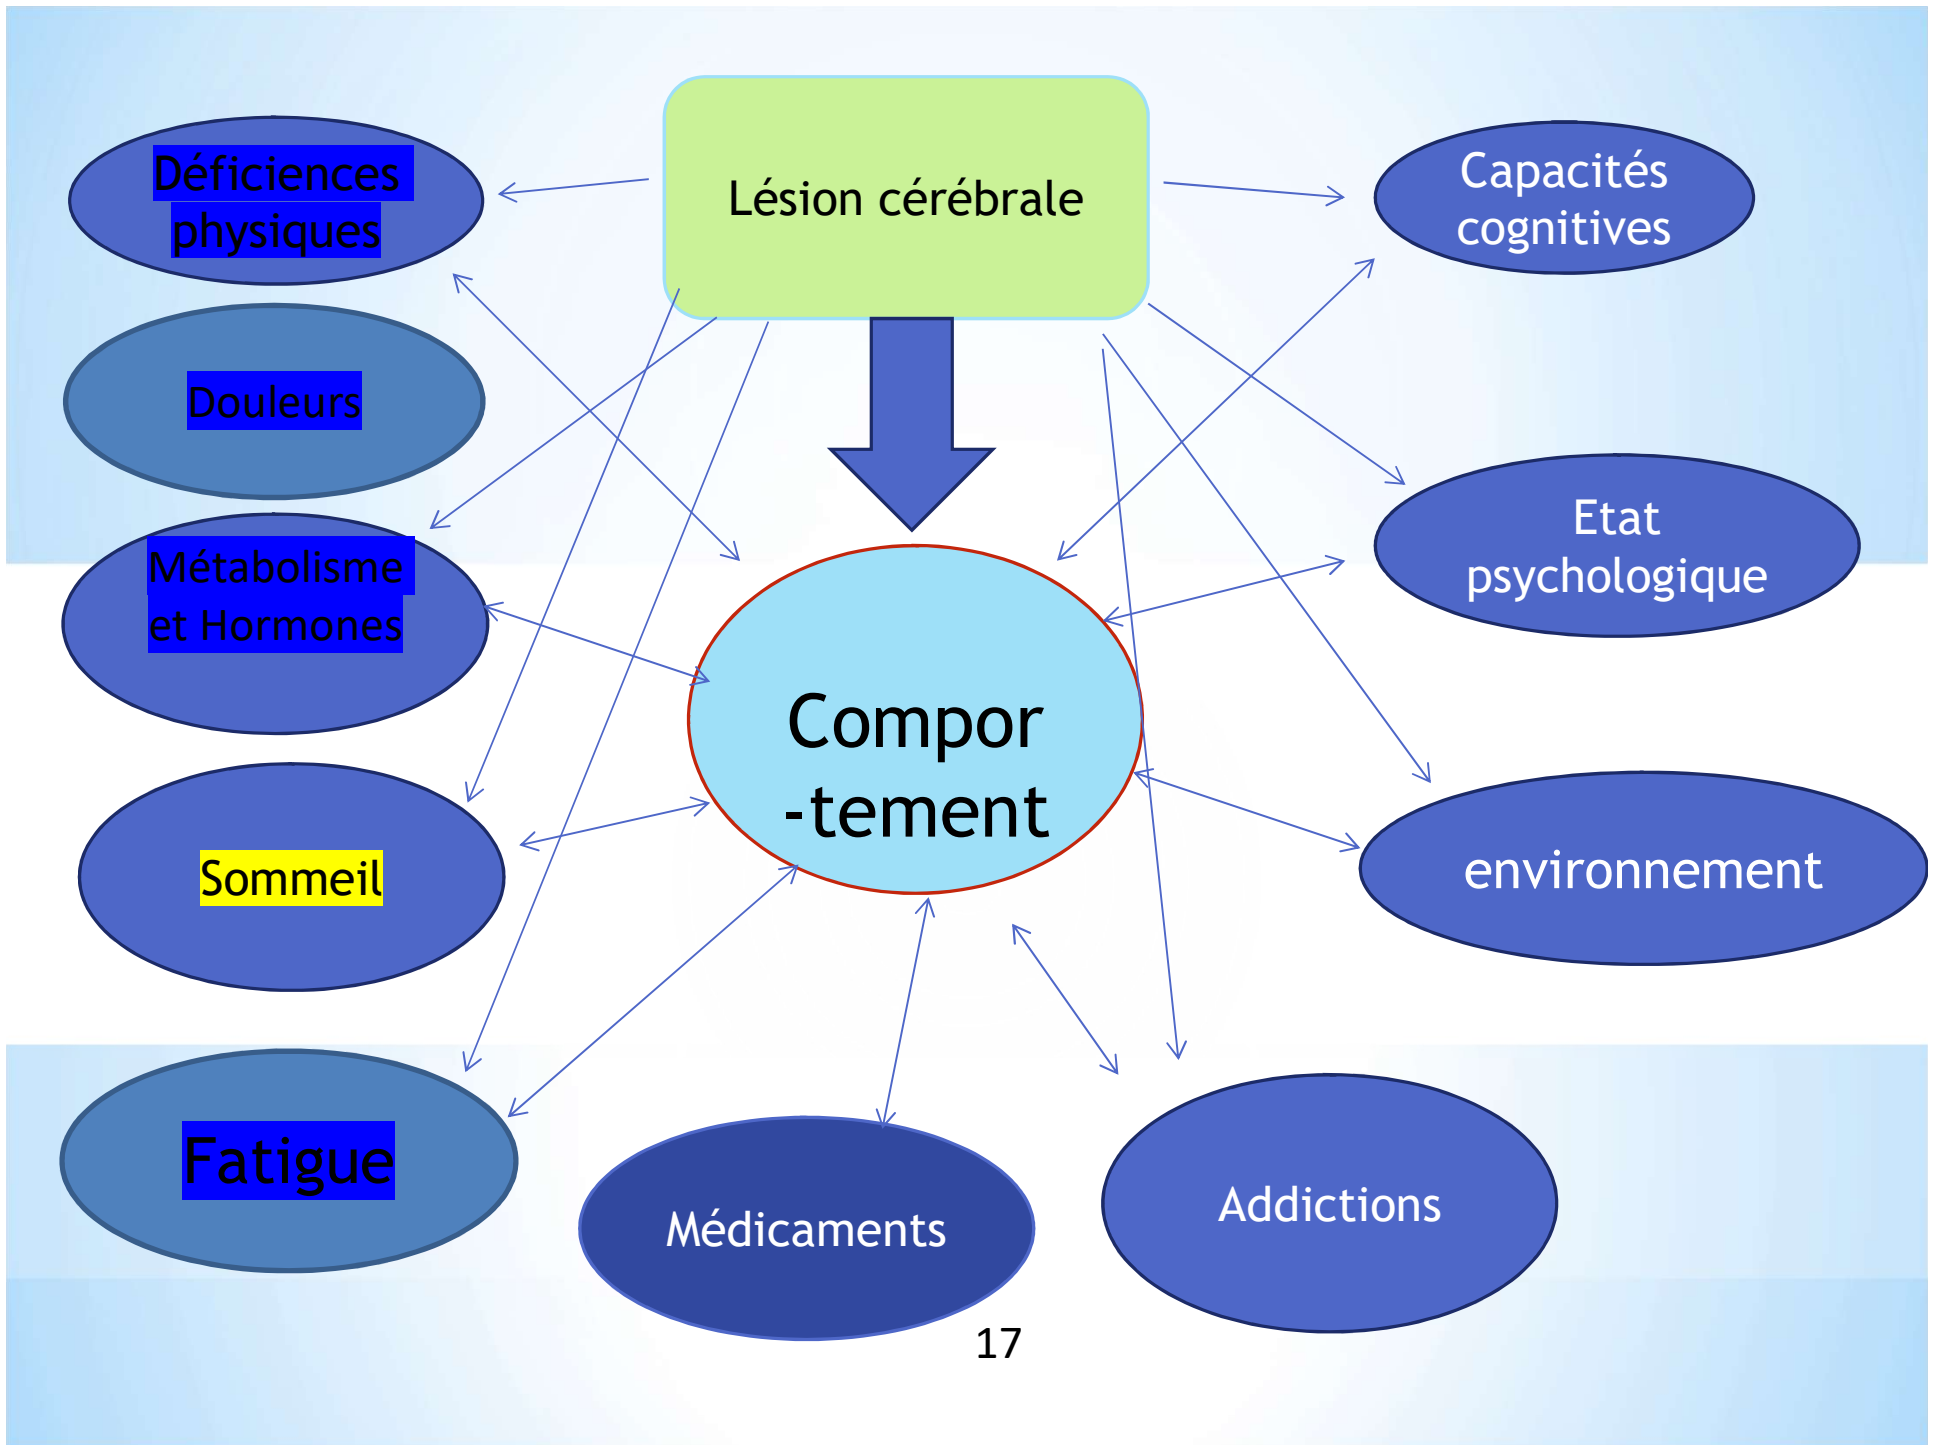 Lésion cérébrale
Déficiences
physiques
Douleurs
Métabolisme
et Hormones
Sommeil
Fatigue
Compor
-tement
Capacités
cognitives
Etat
psychologique
environnement
Addictions
Médicaments
17